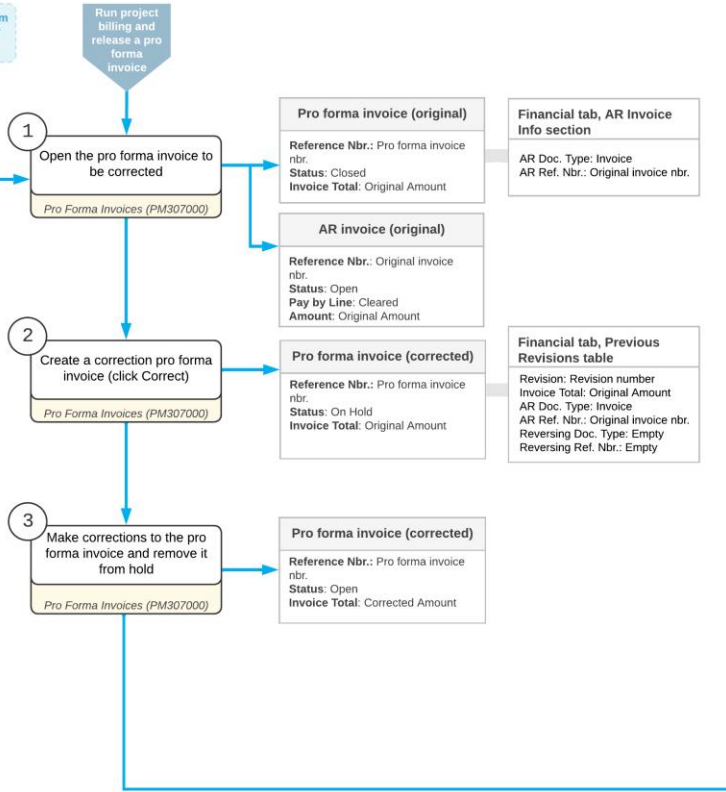 m
Run project
billing and
release a pro
forma
invoice
1
Open the pro forma invoice to
be corrected
Pro Forma Invoices (PM307000)
Pro forma invoice (original)
Reference Nbr.: Pro forma invoice
nbr.
Status: Closed
Invoice Total: Original Amount
Financial tab, AR Invoice
Info section
AR Doc. Type: Invoice
AR Ref. Nbr.: Original invoice nbr.
AR invoice (original)
Reference Nbr.: Original invoice
nbr.
Status: Open
Pay by Line: Cleared
Amount: Original Amount
2
Create a correction pro forma
invoice (click Correct)
Pro Forma Invoices (PM307000)
Pro forma invoice (corrected)
Reference Nbr.: Pro forma invoice
nbr.
Status: On Hold
Invoice Total: Original Amount
Financial tab, Previous
Revisions table
Revision: Revision number
Invoice Total: Original Amount
AR Doc. Type: Invoice
AR Ref. Nbr.: Original invoice nbr.
Reversing Doc. Type: Empty
Reversing Ref. Nbr.: Empty
3
Make corrections to the pro
forma invoice and remove it
from hold
Pro Forma Invoices (PM307000)
Pro forma invoice (corrected)
Reference Nbr.: Pro forma invoice
nbr.
Status: Open
Invoice Total: Corrected Amount